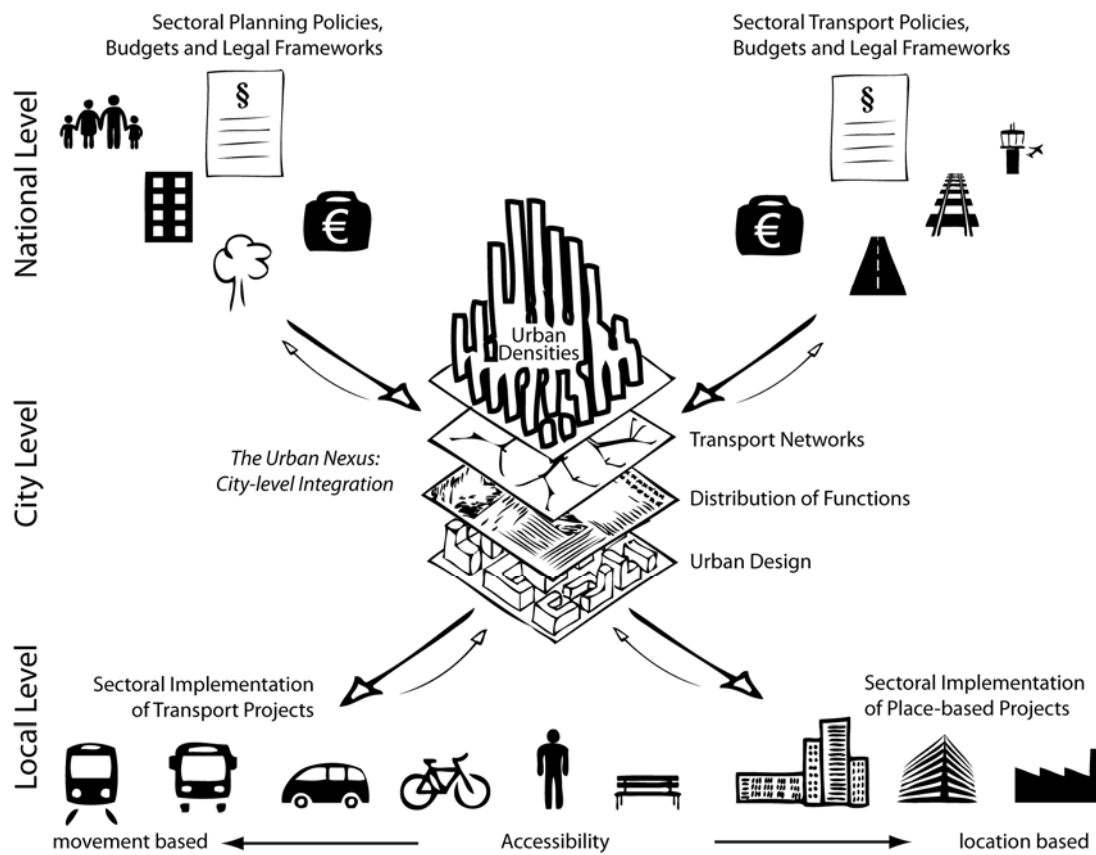 Sectoral Planning Policies,
Budgets and Legal Frameworks
Sectoral Transport Policies,
Budgets and Legal Frameworks
National Level
§
€
§
€
Urban
Densities
City Level
The Urban Nexus:
City-level Integration
Transport Networks
Distribution of Functions
Urban Design
Local Level
Sectoral Implementation
of Transport Projects
Sectoral Implementation
of Place-based Projects
movement based
Accessibility
location based